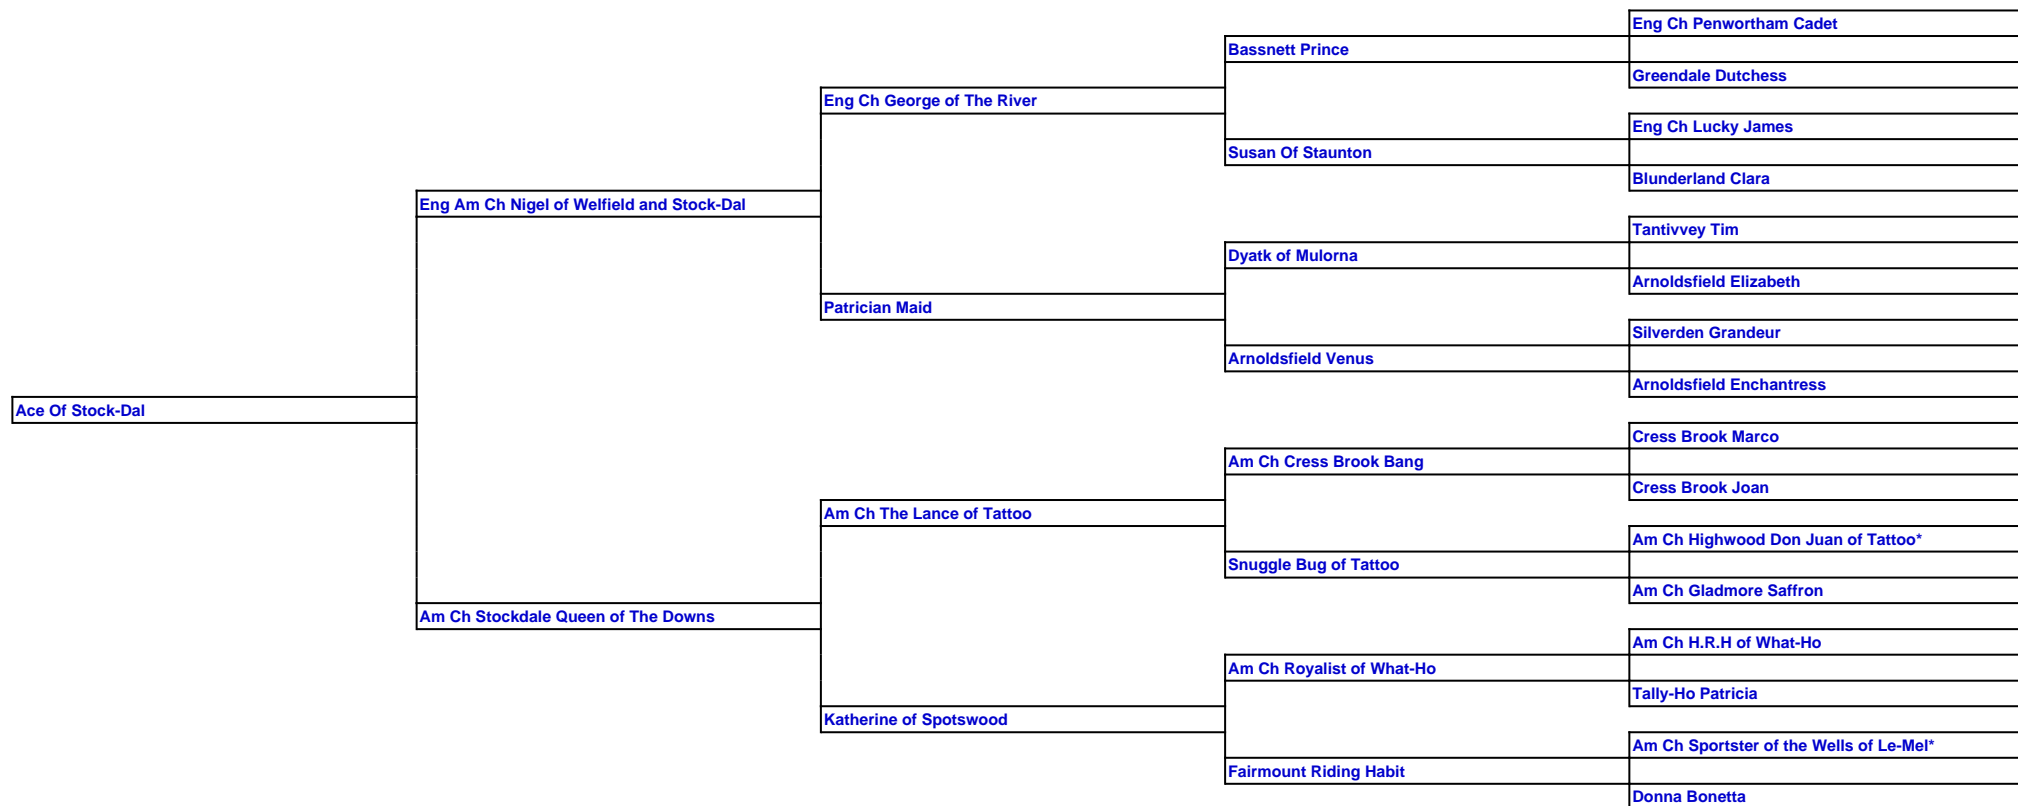 Eng Ch Penwortham Cadet
Bassnett Prince
Greendale Dutchess
Eng Ch George of The River
Eng Ch Lucky James
Susan Of Staunton
Blunderland Clara
Eng Am Ch Nigel of Welfield and Stock-Dal
Tantivvey Tim
Dyatk of Mulorna
Arnoldsfield Elizabeth
Patrician Maid
Silverden Grandeur
Arnoldsfield Venus
Arnoldsfield Enchantress
Ace Of Stock-Dal
Cress Brook Marco
Am Ch Cress Brook Bang
Cress Brook Joan
Am Ch The Lance of Tattoo
Am Ch Highwood Don Juan of Tattoo*
Snuggle Bug of Tattoo
Am Ch Gladmore Saffron
Am Ch Stockdale Queen of The Downs
Am Ch H.R.H of What-Ho
Am Ch Royalist of What-Ho
Tally-Ho Patricia
Katherine of Spotswood
Am Ch Sportster of the Wells of Le-Mel*
Fairmount Riding Habit
Donna Bonetta